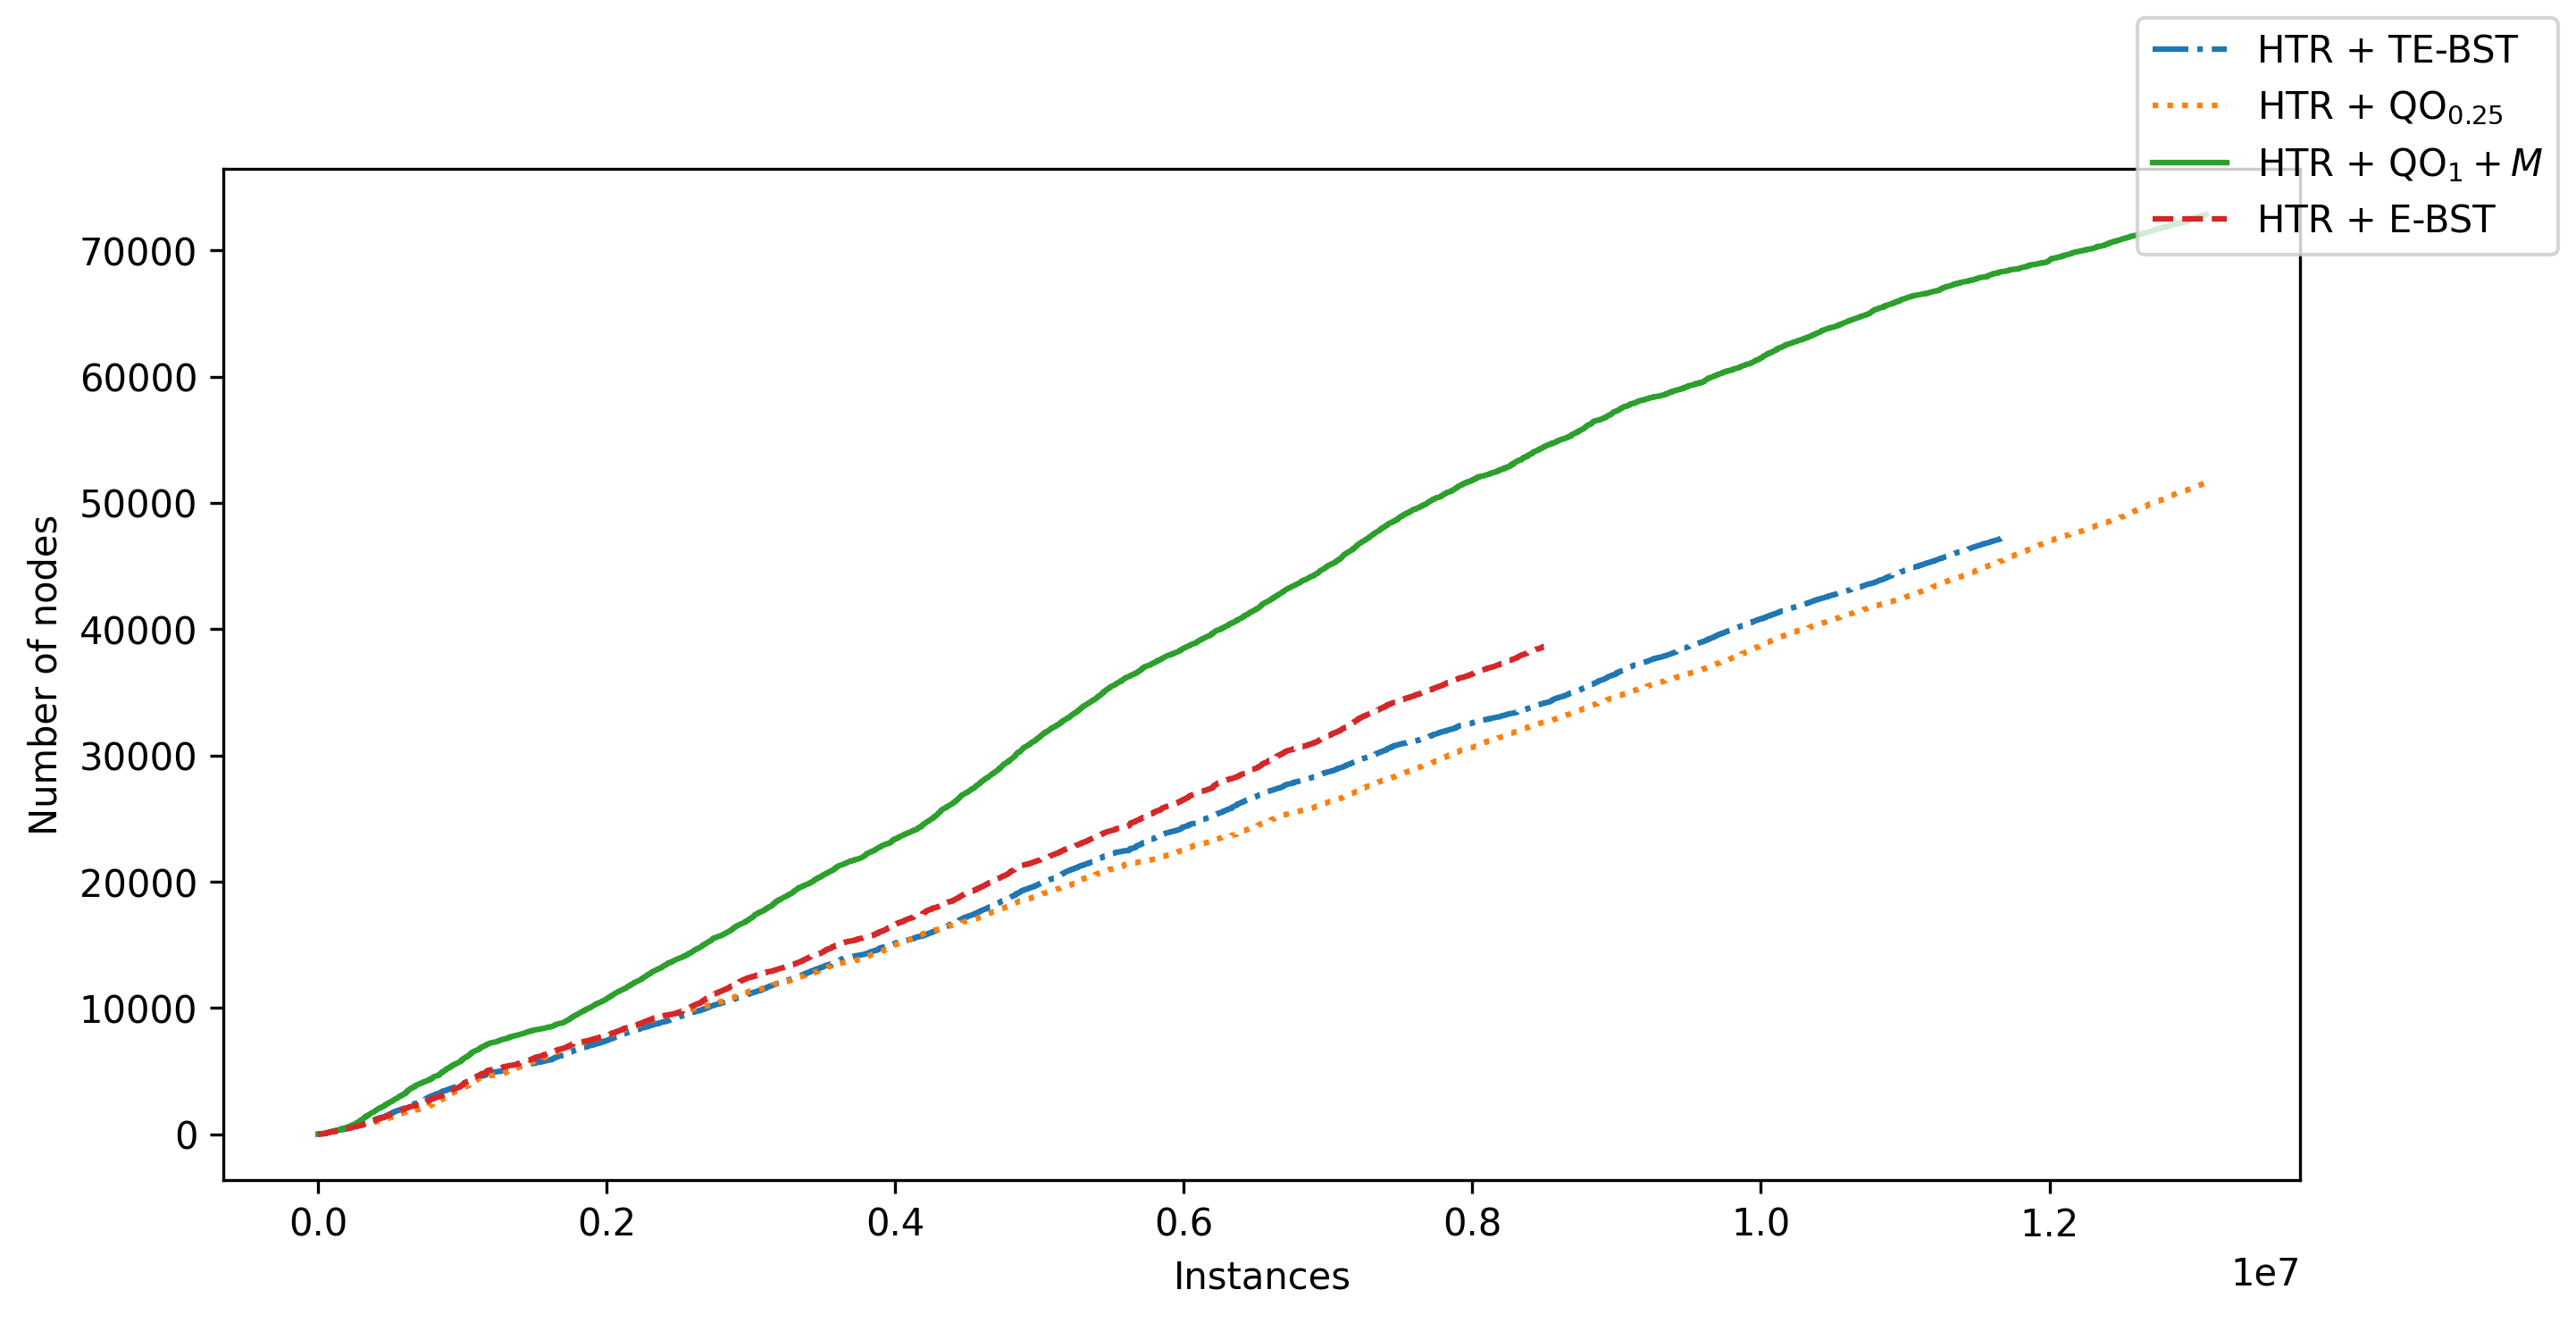 HTR + TE-BST
HTR + QO₀.₂₅
HTR + QO₁ + M
HTR + E-BST
70000
60000
50000
40000
30000
20000
10000
0
Number of nodes
0.0 0.2 0.4 0.6 0.8 1.0 1.2
Instances
1e7